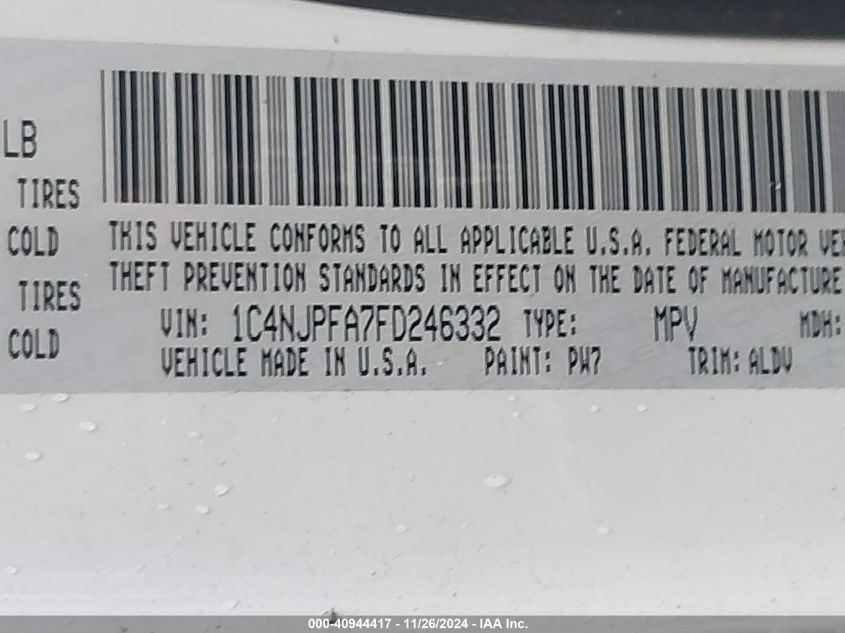 LB
TIRES
COLD
TIRES
COLD
THIS VEHICLE CONFORMS TO ALL APPLICABLE U.S.A. FEDERAL MOTOR VEH
THEFT PREVENTION STANDARDS IN EFFECT ON THE DATE OF MANUFACTURE
VIN: 1C4NJPFA7FD246332 TYPE: MPV MDH:
VEHICLE MADE IN U.S.A. PAINT: PW7 TRIM: ALDV
000-40944417 - 11/26/2024 - IAA Inc.